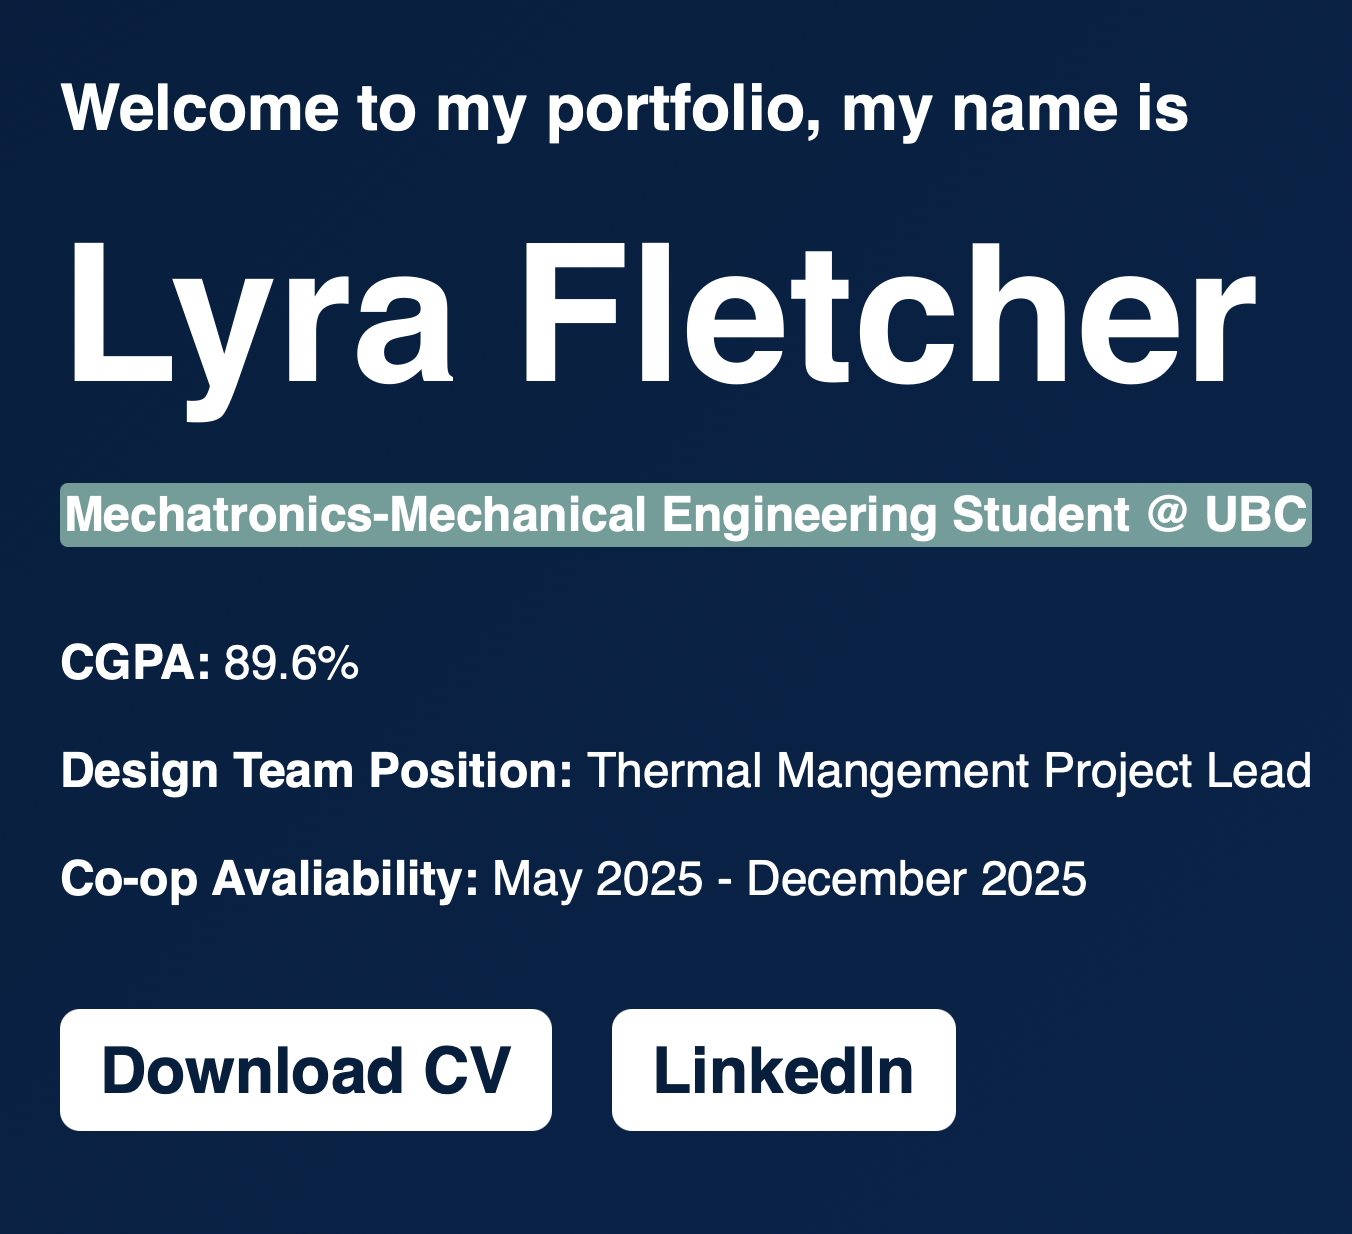 Welcome to my portfolio, my name is
Lyra Fletcher
Mechatronics-Mechanical Engineering Student @ UBC
CGPA: 89.6%
Design Team Position: Thermal Mangement Project Lead
Co-op Avaliability: May 2025 - December 2025
Download CV
LinkedIn